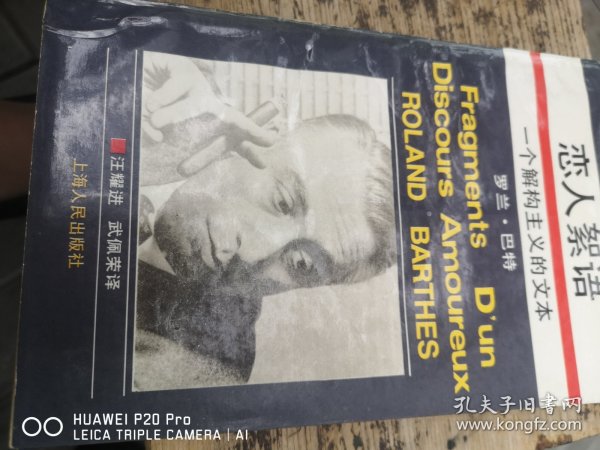 恋人絮语
一个解构主义的文本
罗兰·巴特
Fragments D'un
Discours Amoureux
ROLAND BARTHES
汪耀进 武佩荣译
上海人民出版社
孔夫子旧书网
www.kongfz.com
HUAWEI P20 Pro
LEICA TRIPLE CAMERA | AI